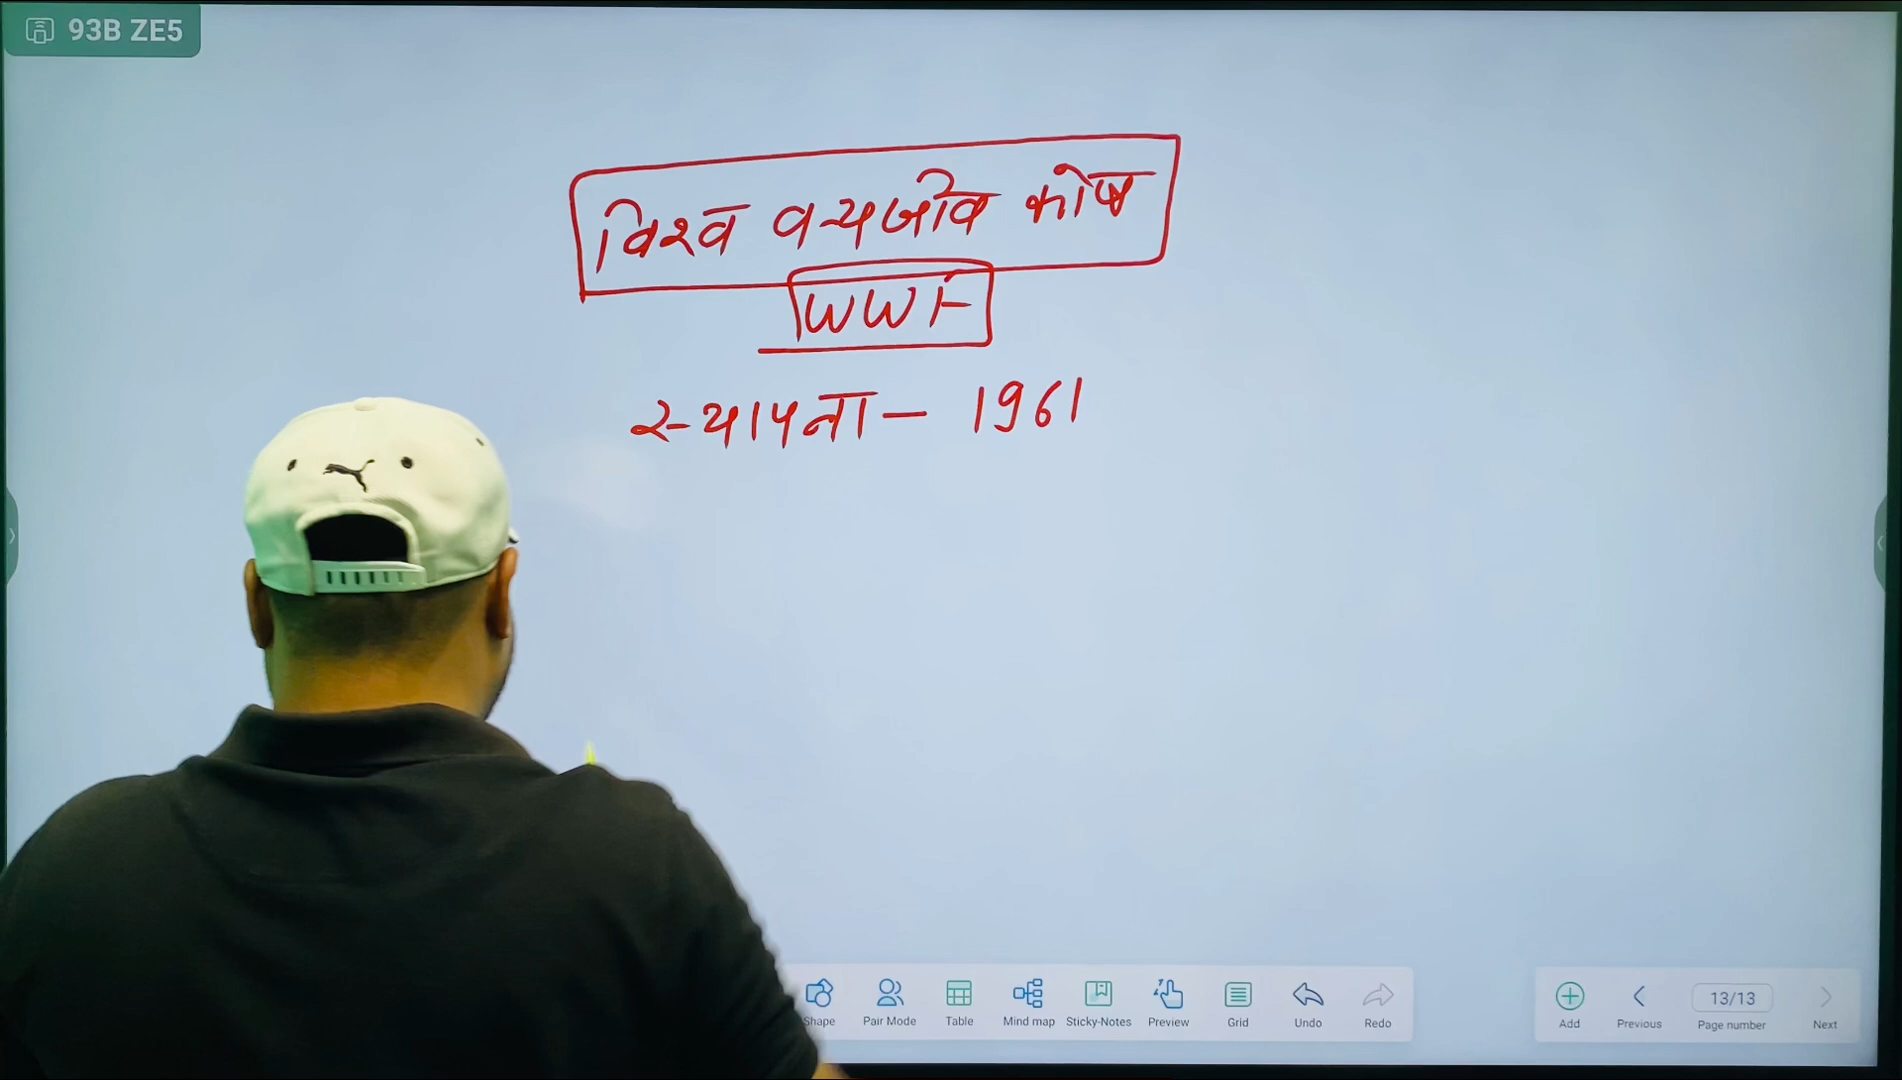 93B ZE5
विश्व वन्यजीव कोष
WWF
स्थापना - 1961
Shape Pair Mode Table Mind map Sticky-Notes Preview Grid Undo Redo
Add Previous 13/13 Page number Next